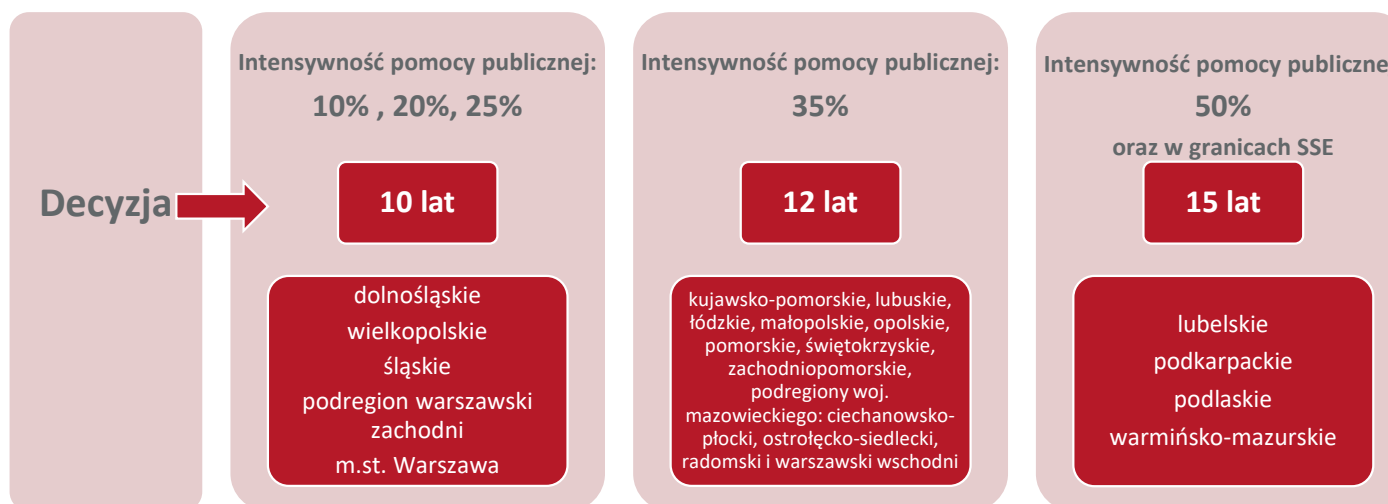 Decyzja
Intensywność pomocy publicznej:
10% , 20%, 25%
10 lat
dolnośląskie
wielkopolskie
śląskie
podregion warszawski
zachodni
m.st. Warszawa
Intensywność pomocy publicznej:
35%
12 lat
kujawsko-pomorskie, lubuskie,
łódzkie, małopolskie, opolskie,
pomorskie, świętokrzyskie,
zachodniopomorskie,
podregiony woj.
mazowieckiego: ciechanowsko-
płocki, ostrołęcko-siedlecki,
radomski i warszawski wschodni
Intensywność pomocy publiczne
50%
oraz w granicach SSE
15 lat
lubelskie
podkarpackie
podlaskie
warmińsko-mazurskie